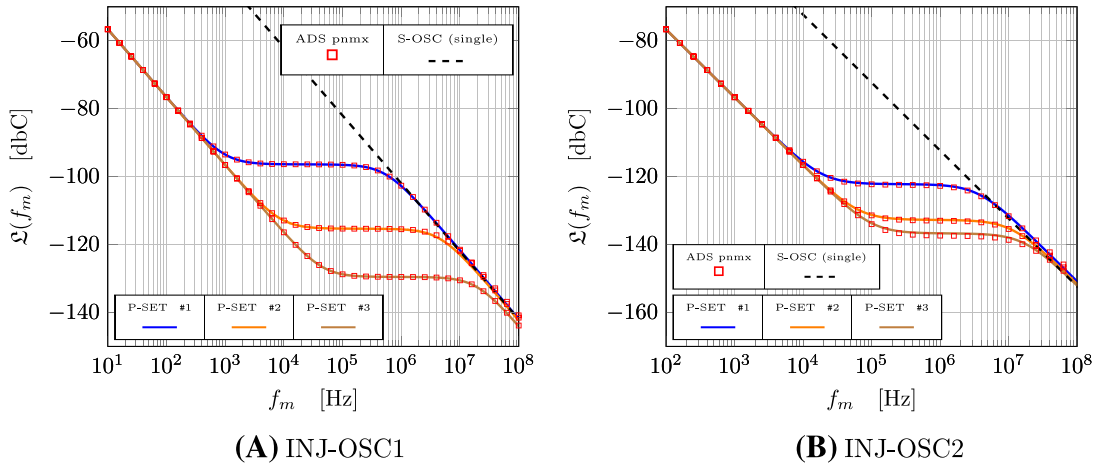 ADS pnmx S-OSC (single)
−60
−80
−100
−120
−140
𝔏(f_m) [dbC]
P-SET #1 P-SET #2 P-SET #3
10^1 10^2 10^3 10^4 10^5 10^6 10^7 10^8
f_m [Hz]
(A) INJ-OSC1
−60
−80
−100
−120
−140
−160
𝔏(f_m) [dbC]
ADS pnmx S-OSC (single)
P-SET #1 P-SET #2 P-SET #3
10^2 10^3 10^4 10^5 10^6 10^7 10^8
f_m [Hz]
(B) INJ-OSC2